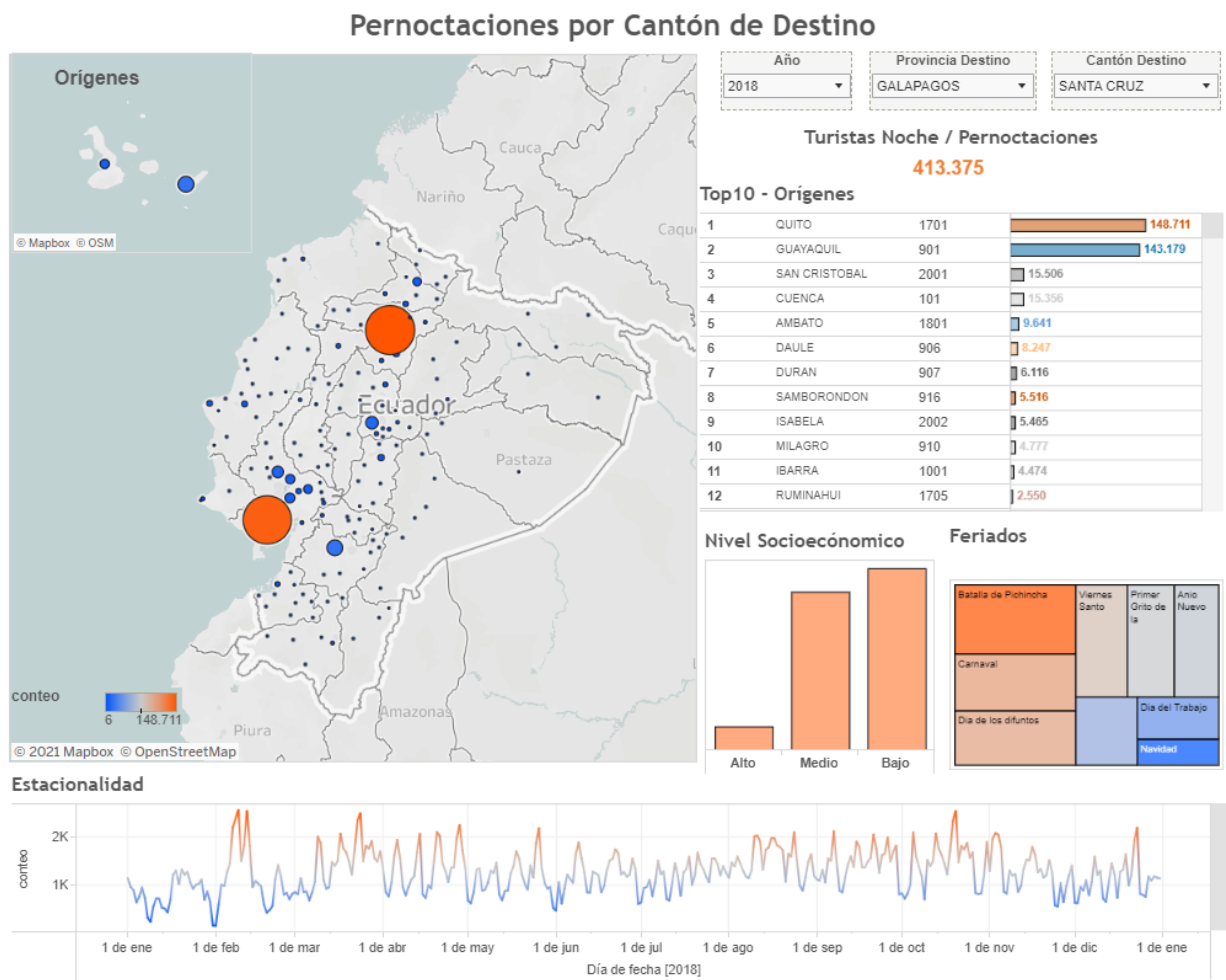 Pernoctaciones por Cantón de Destino
Orígenes
© Mapbox © OSM
Cauca
Nariño
Caqu
Ecuador
Pastaza
Piura
Amazonas
L
conteo
6 148.711
© 2021 Mapbox © OpenStreetMap
Año
2018
Provincia Destino
GALAPAGOS
Cantón Destino
SANTA CRUZ
Turistas Noche / Pernoctaciones
413.375
Top10 - Orígenes
1 QUITO 1701 148.711
2 GUAYAQUIL 901 143.179
3 SAN CRISTOBAL 2001 15.506
4 CUENCA 101 15.356
5 AMBATO 1801 9.641
6 DAULE 906 8.247
7 DURAN 907 6.116
8 SAMBORONDON 916 5.516
9 ISABELA 2002 5.465
10 MILAGRO 910 4.777
11 IBARRA 1001 4.474
12 RUMINAHUI 1705 2.550
Nivel Socioecónomico
Alto Medio Bajo
Feriados
Batalla de Pichincha
Carnaval
Dia de los difuntos
Viernes
Santo
Primer
Grito de
la
Anio
Nuevo
Dia del Trabajo
Navidad
Estacionalidad
conteo
2K
1K
1 de ene 1 de feb 1 de mar 1 de abr 1 de may 1 de jun 1 de jul 1 de ago 1 de sep 1 de oct 1 de nov 1 de dic 1 de ene
Día de fecha [2018]